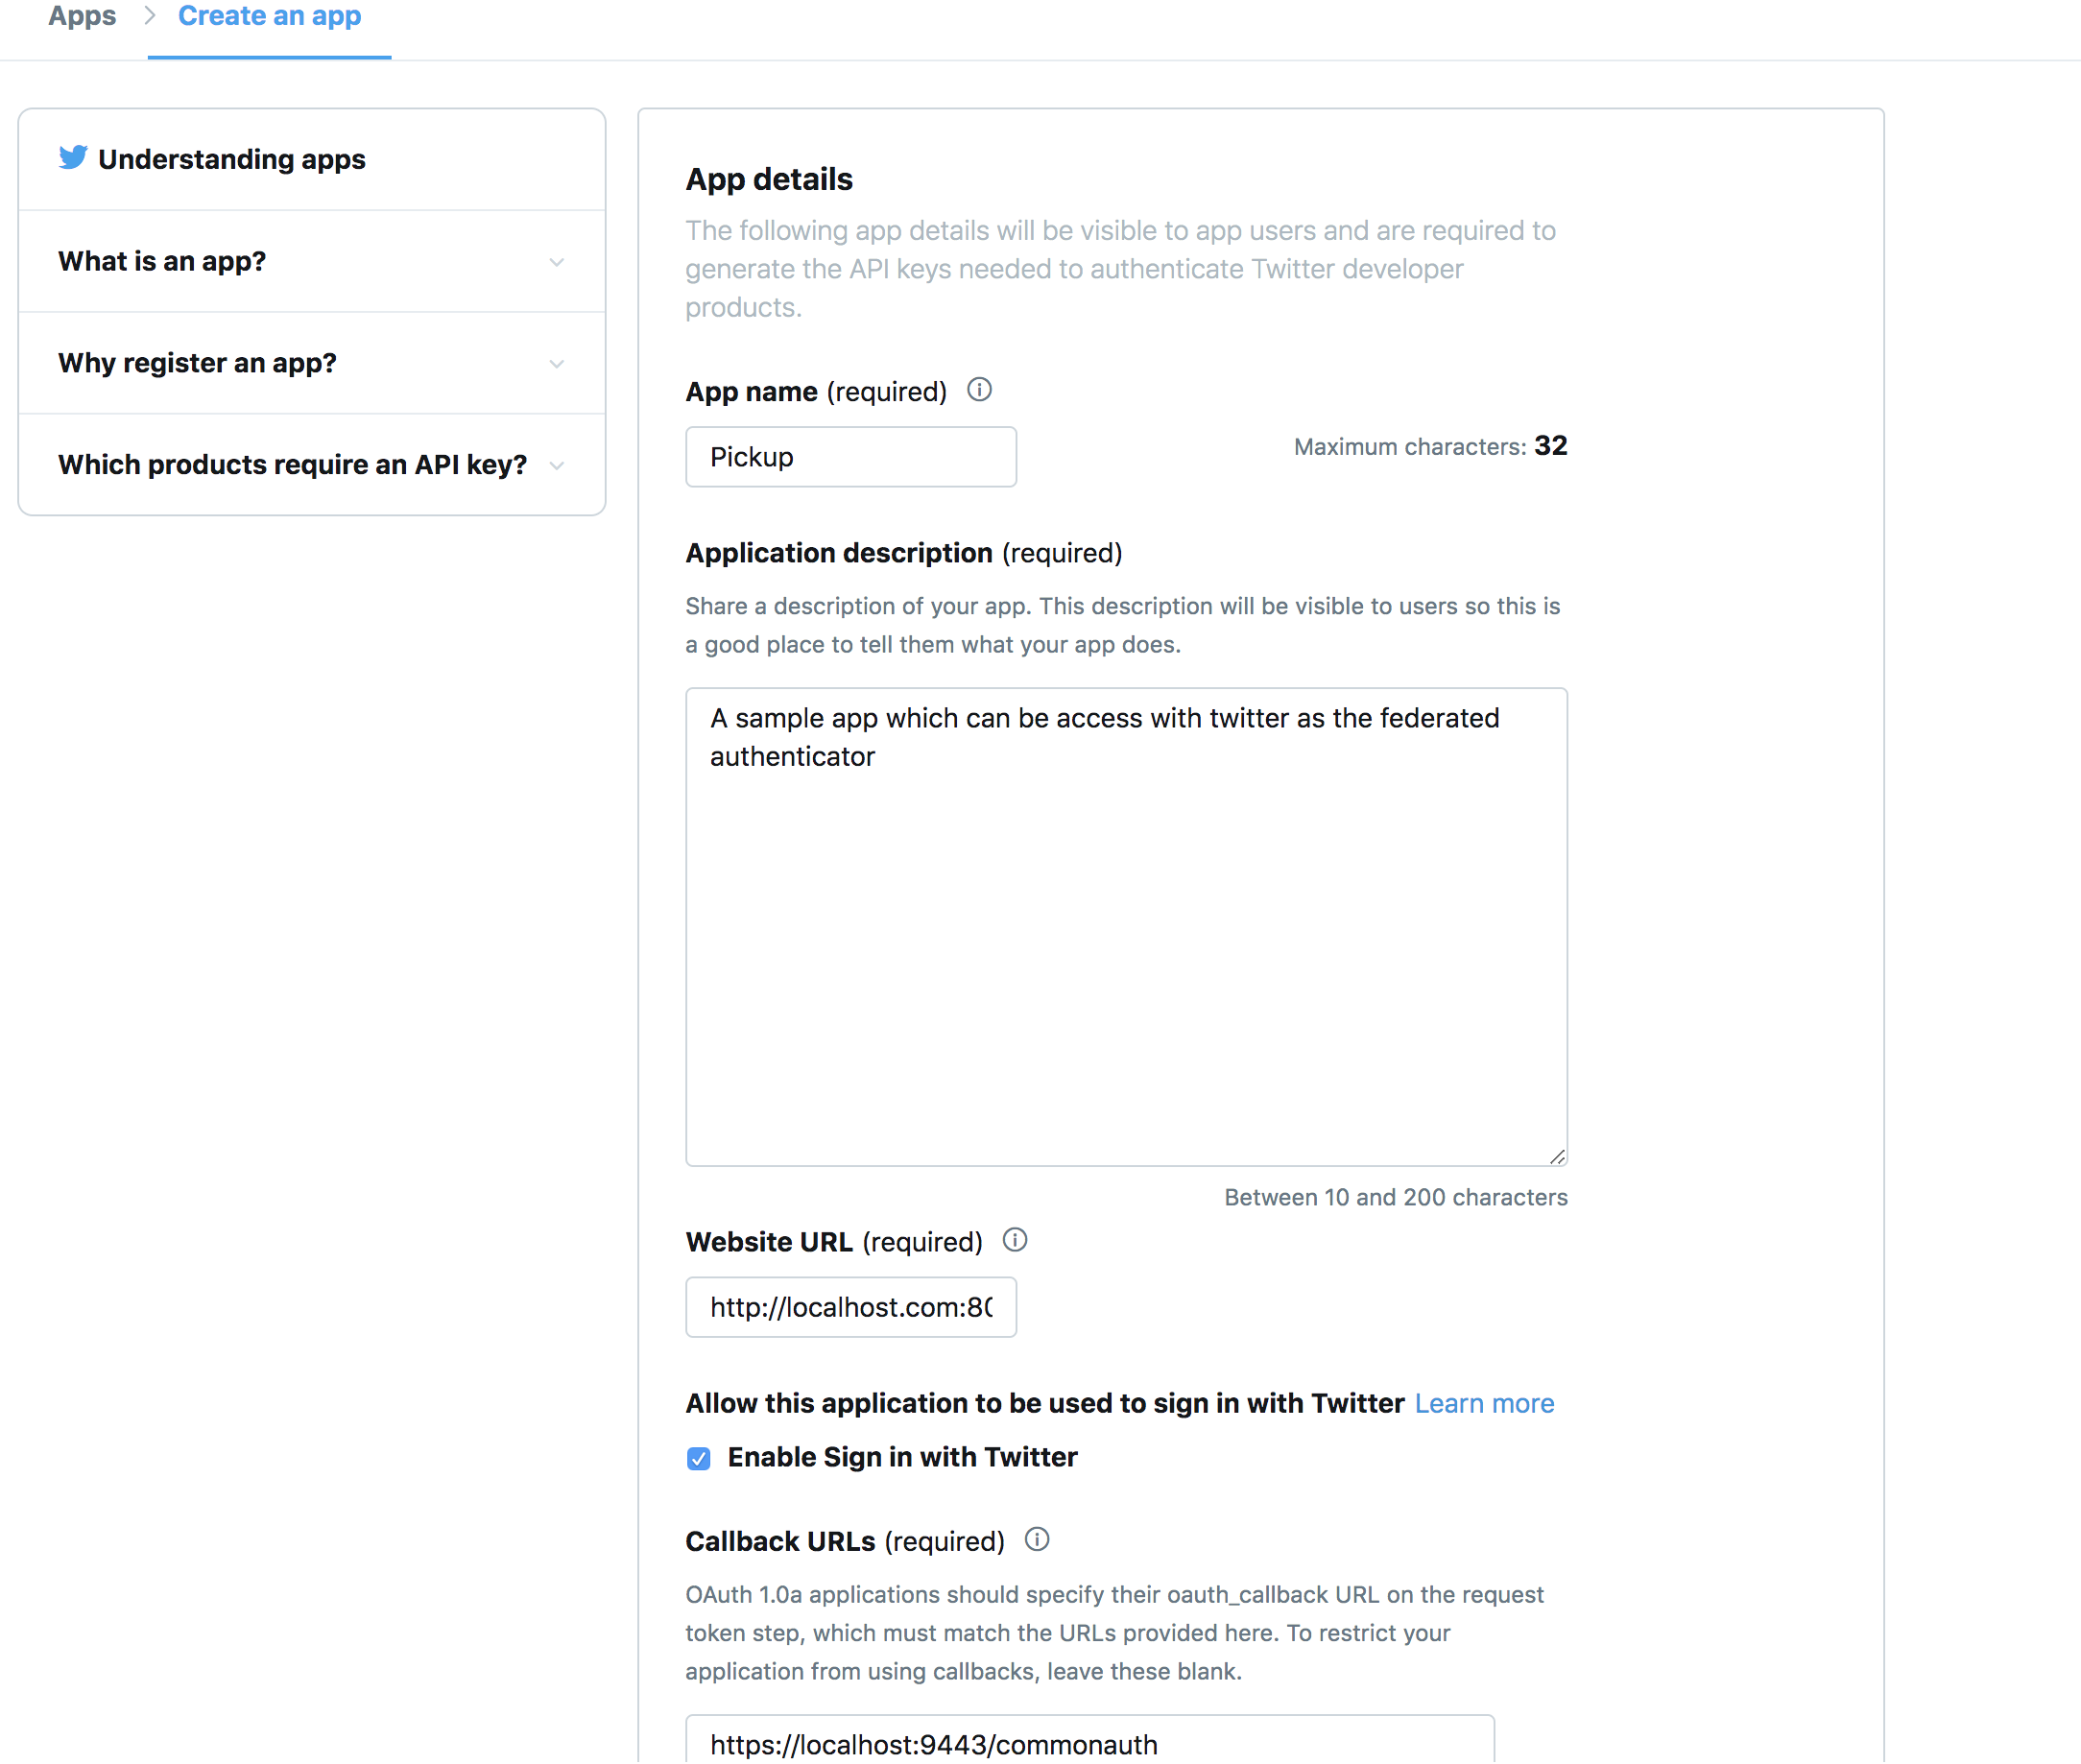 Apps > Create an app
Understanding apps
What is an app?
Why register an app?
Which products require an API key?
App details
The following app details will be visible to app users and are required to
generate the API keys needed to authenticate Twitter developer
products.
App name (required)
Pickup
Maximum characters: 32
Application description (required)
Share a description of your app. This description will be visible to users so this is
a good place to tell them what your app does.
A sample app which can be access with twitter as the federated
authenticator
Between 10 and 200 characters
Website URL (required)
http://localhost.com:80
Allow this application to be used to sign in with Twitter Learn more
Enable Sign in with Twitter
Callback URLs (required)
OAuth 1.0a applications should specify their oauth_callback URL on the request
token step, which must match the URLs provided here. To restrict your
application from using callbacks, leave these blank.
https://localhost:9443/commonauth